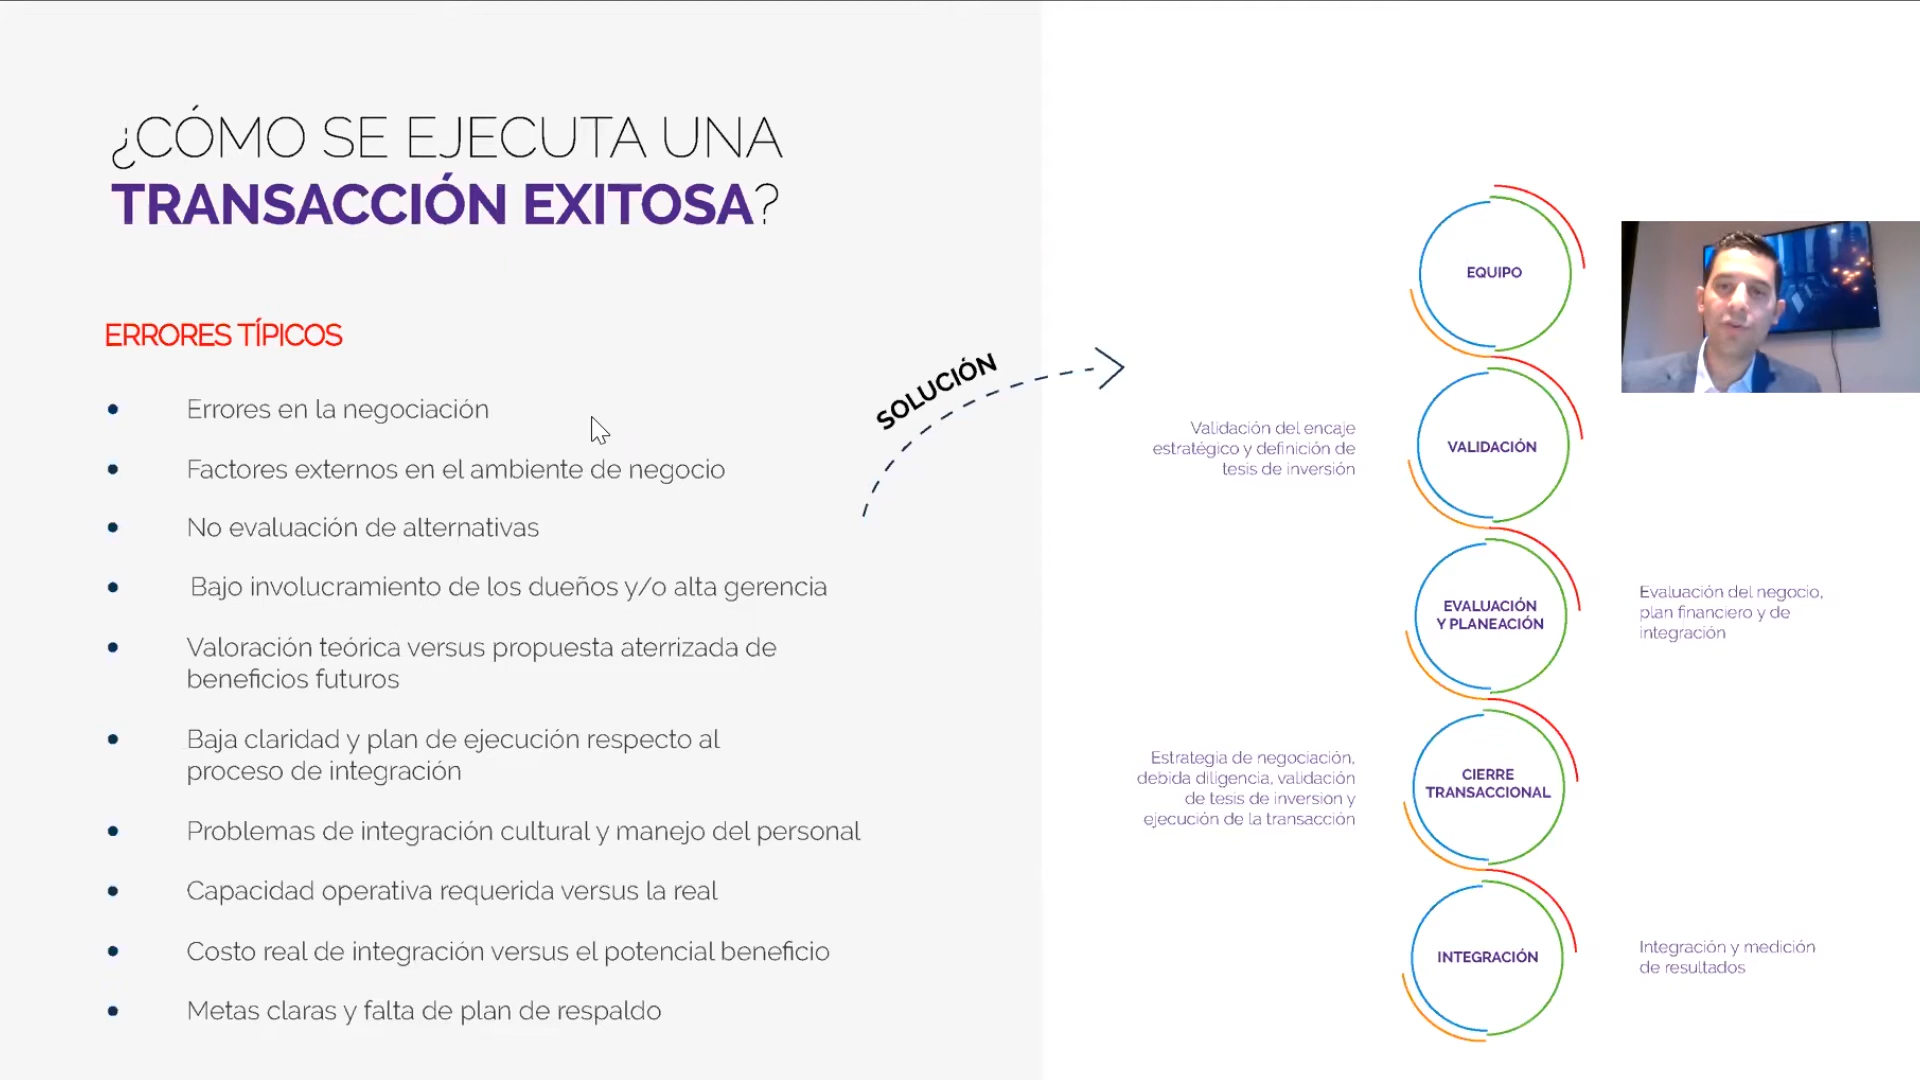 ¿CÓMO SE EJECUTA UNA
TRANSACCIÓN EXITOSA?
ERRORES TÍPICOS
• Errores en la negociación
• Factores externos en el ambiente de negocio
• No evaluación de alternativas
• Bajo involucramiento de los dueños y/o alta gerencia
• Valoración teórica versus propuesta aterrizada de
beneficios futuros
• Baja claridad y plan de ejecución respecto al
proceso de integración
• Problemas de integración cultural y manejo del personal
• Capacidad operativa requerida versus la real
• Costo real de integración versus el potencial beneficio
• Metas claras y falta de plan de respaldo
SOLUCIÓN
EQUIPO
VALIDACIÓN
Validación del encaje
estratégico y definición de
tesis de inversión
EVALUACIÓN
Y PLANEACIÓN
Evaluación del negocio,
plan financiero y de
integración
CIERRE
TRANSACCIONAL
Estrategia de negociación,
debida diligencia, validación
de tesis de inversion y
ejecución de la transacción
INTEGRACIÓN
Integración y medición
de resultados